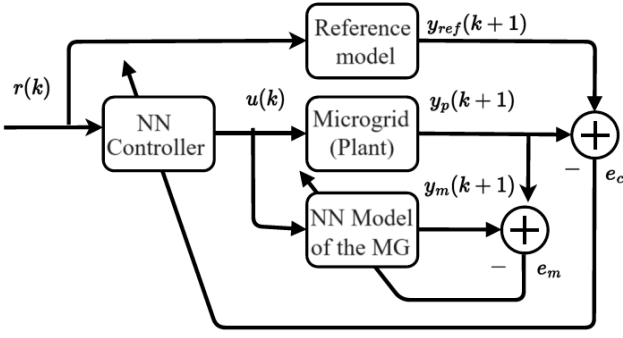 Reference
model
y_ref(k+1)
r(k)
NN
Controller
u(k)
Microgrid
(Plant)
y_p(k+1)
+
−
e_c
NN Model
of the MG
y_m(k+1)
+
−
e_m